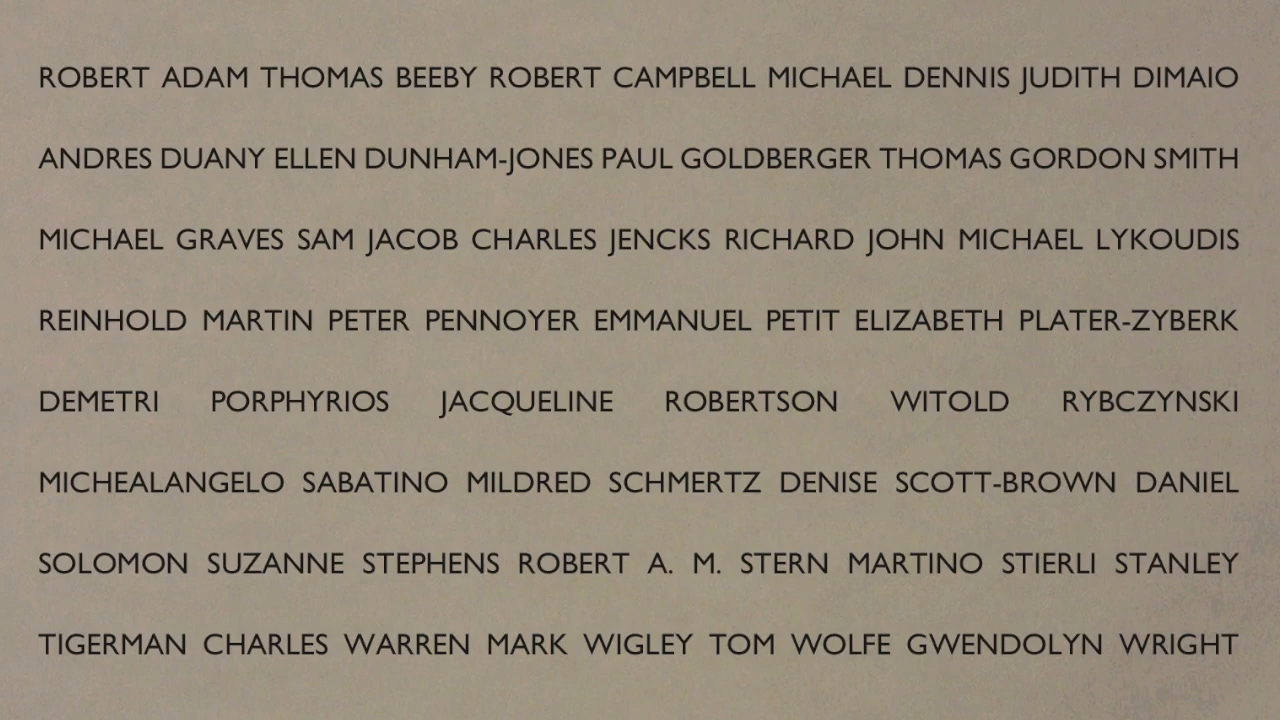 ROBERT ADAM THOMAS BEEBY ROBERT CAMPBELL MICHAEL DENNIS JUDITH DIMAIO
ANDRES DUANY ELLEN DUNHAM-JONES PAUL GOLDBERGER THOMAS GORDON SMITH
MICHAEL GRAVES SAM JACOB CHARLES JENCKS RICHARD JOHN MICHAEL LYKOUDIS
REINHOLD MARTIN PETER PENNOYER EMMANUEL PETIT ELIZABETH PLATER-ZYBERK
DEMETRI PORPHYRIOS JACQUELINE ROBERTSON WITOLD RYBCZYNSKI
MICHEALANGELO SABATINO MILDRED SCHMERTZ DENISE SCOTT-BROWN DANIEL
SOLOMON SUZANNE STEPHENS ROBERT A. M. STERN MARTINO STIERLI STANLEY
TIGERMAN CHARLES WARREN MARK WIGLEY TOM WOLFE GWENDOLYN WRIGHT